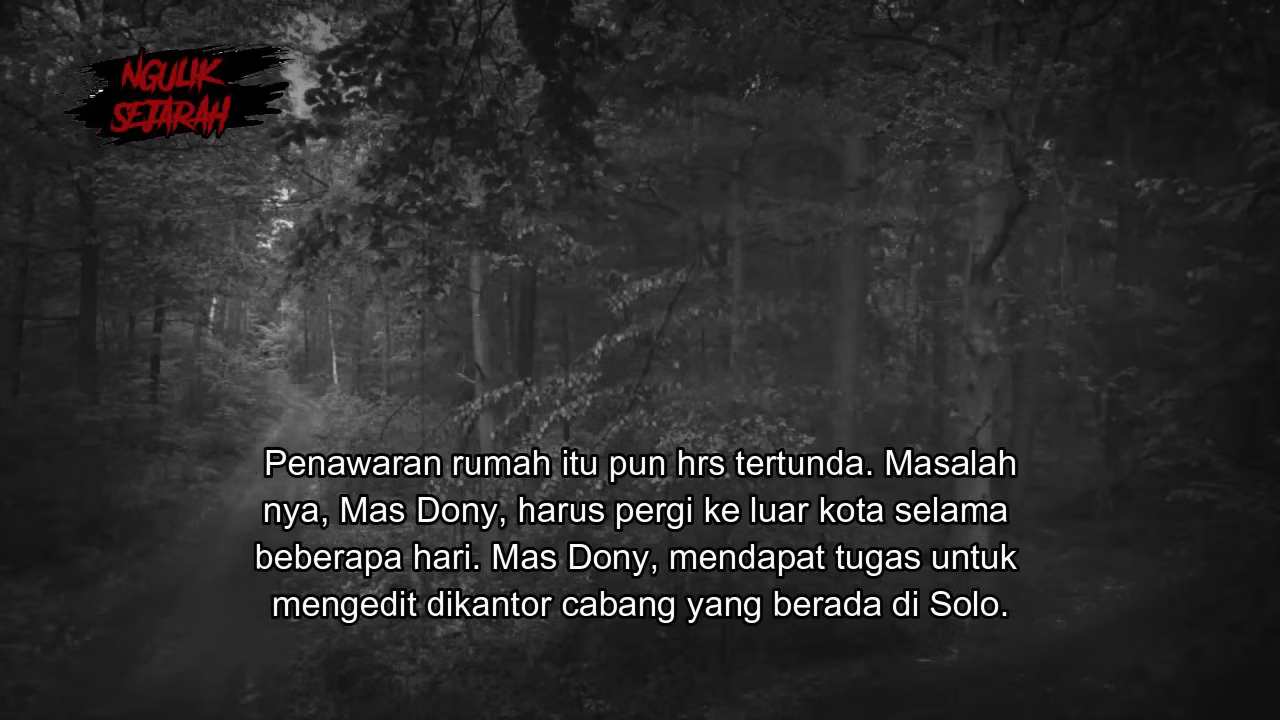 NGULIK
SEJARAH
Penawaran rumah itu pun hrs tertunda. Masalah
nya, Mas Dony, harus pergi ke luar kota selama
beberapa hari. Mas Dony, mendapat tugas untuk
mengedit dikantor cabang yang berada di Solo.